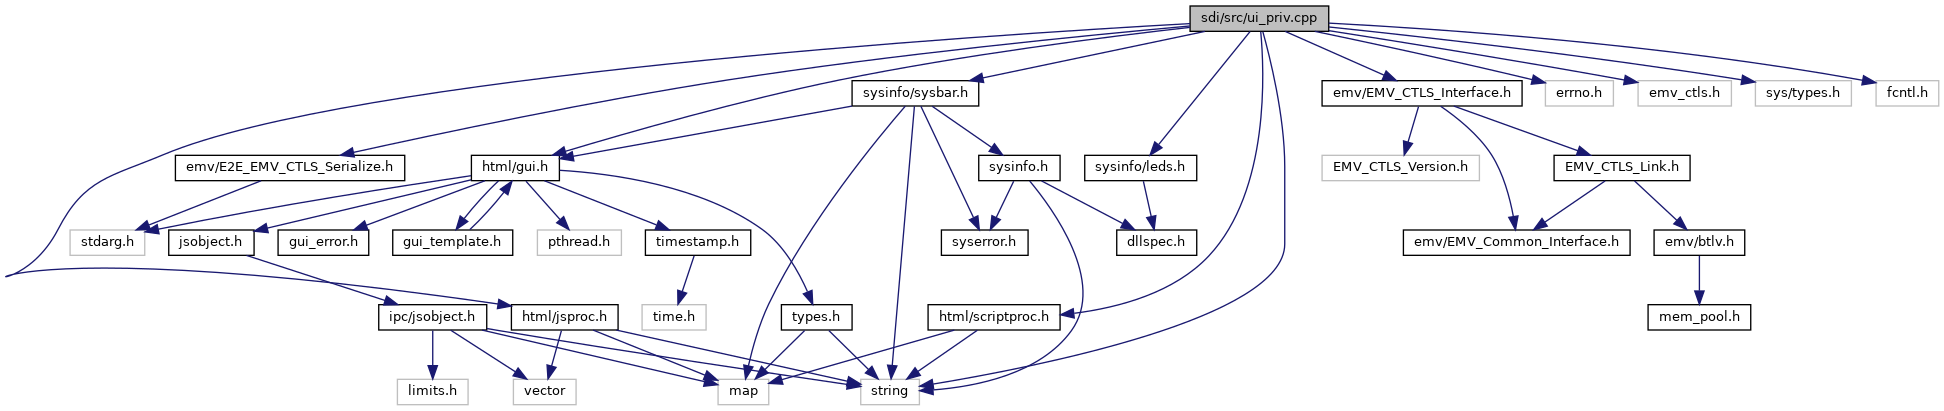 sdi/src/ui_priv.cpp
sysinfo/sysbar.h
emv/EMV_CTLS_Interface.h
errno.h
emv_ctls.h
sys/types.h
fcntl.h
emv/E2E_EMV_CTLS_Serialize.h
html/gui.h
sysinfo.h
sysinfo/leds.h
EMV_CTLS_Version.h
EMV_CTLS_Link.h
stdarg.h
jsobject.h
gui_error.h
gui_template.h
pthread.h
timestamp.h
syserror.h
dllspec.h
emv/EMV_Common_Interface.h
emv/btlv.h
ipc/jsobject.h
html/jsproc.h
time.h
types.h
html/scriptproc.h
mem_pool.h
limits.h
vector
map
string